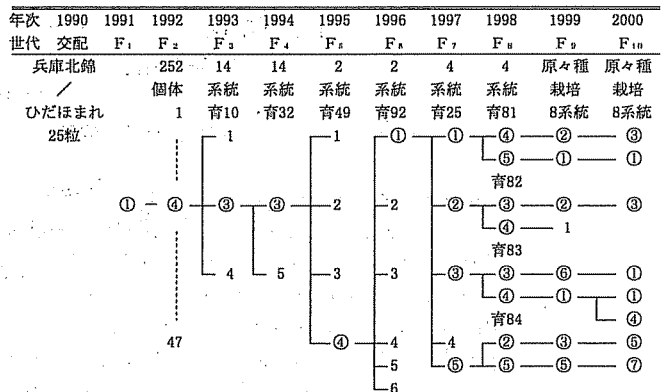 年次 1990 1991 1992 1993 1994 1995 1996 1997 1998 1999 2000
世代 交配 F₁ F₂ F₃ F₄ F₅ F₆ F₇ F₈ F₉ F₁₀
兵庫北錦 252 14 14 2 2 4 4 原々種 原々種
／ 個体 系統 系統 系統 系統 系統 系統 栽培 栽培
ひだほまれ 1 育10 育32 育49 育92 育25 育81 8系統 8系統
25粒 1 1 ① ① ④ ② ③
⑤ ① ①
育82
① ④ ③ ③ 2 2 ② ③ ② ③
④ 1
育83
4 5 3 3 ③ ③ ⑥ ①
④ ① ①
育84 ④
47 ④ 4 4 ② ③ ⑤
5 ⑤ ⑤ ⑤ ⑦
6